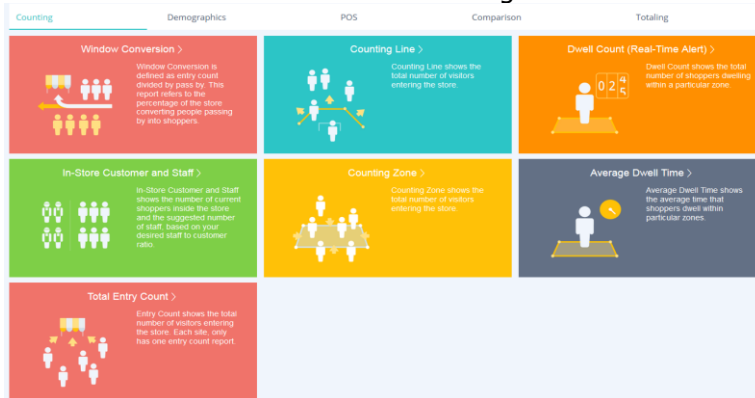 Counting
Demographics
POS
Comparison
Totaling
Window Conversion >
Window Conversion is
defined as entry count
divided by pass by. This
report refers to the
percentage of the store
converting people passing
by into shoppers.
Counting Line >
Counting Line shows the
total number of visitors
entering the store.
Dwell Count (Real-Time Alert) >
Dwell Count shows the total
number of shoppers dwelling
within a particular zone.
In-Store Customer and Staff >
In-Store Customer and Staff
shows the number of current
shoppers inside the store
and the suggested number
of staff, based on your
desired staff to customer
ratio.
Counting Zone >
Counting Zone shows the
total number of visitors
entering the store.
Average Dwell Time >
Average Dwell Time shows
the average time that
shoppers dwell within
particular zones.
Total Entry Count >
Entry Count shows the total
number of visitors entering
the store. Each site, only
has one entry count report.